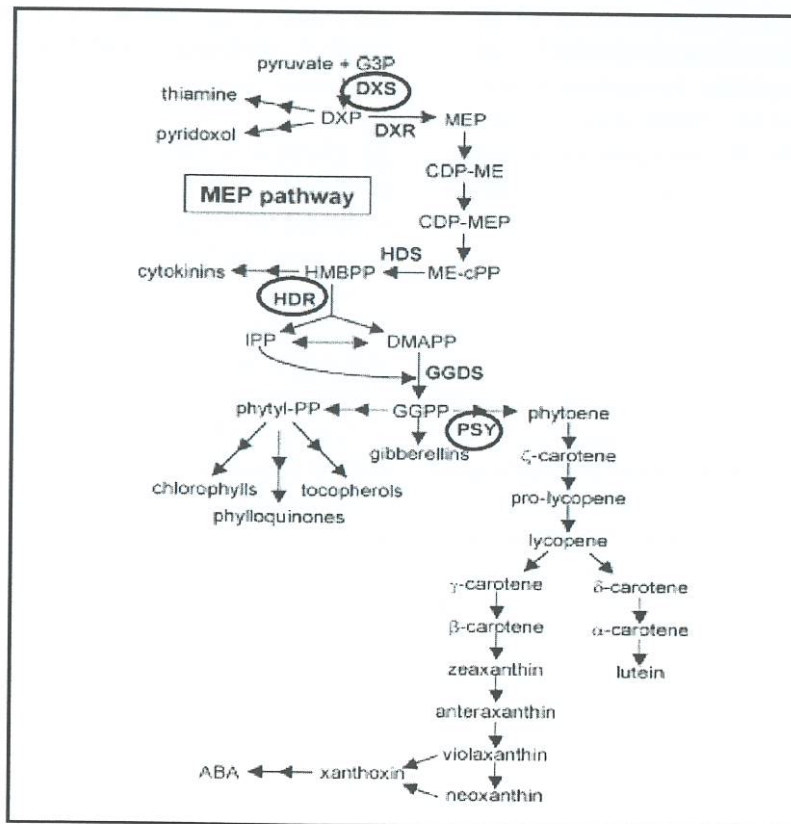 pyruvate + G3P
thiamine
DXS
DXP
MEP
pyridoxol
DXR
MEP pathway
CDP-ME
CDP-MEP
HDS
cytokinins
HMBPP
ME-cPP
HDR
IPP
DMAPP
GGDS
phytyl-PP
GGPP
PSY
phytoene
gibberellins
ζ-carotene
chlorophylls
tocopherols
phylloquinones
pro-lycopene
lycopene
γ-carotene
δ-carotene
β-carotene
α-carotene
zeaxanthin
lutein
anteraxanthin
violaxanthin
ABA
xanthoxin
neoxanthin